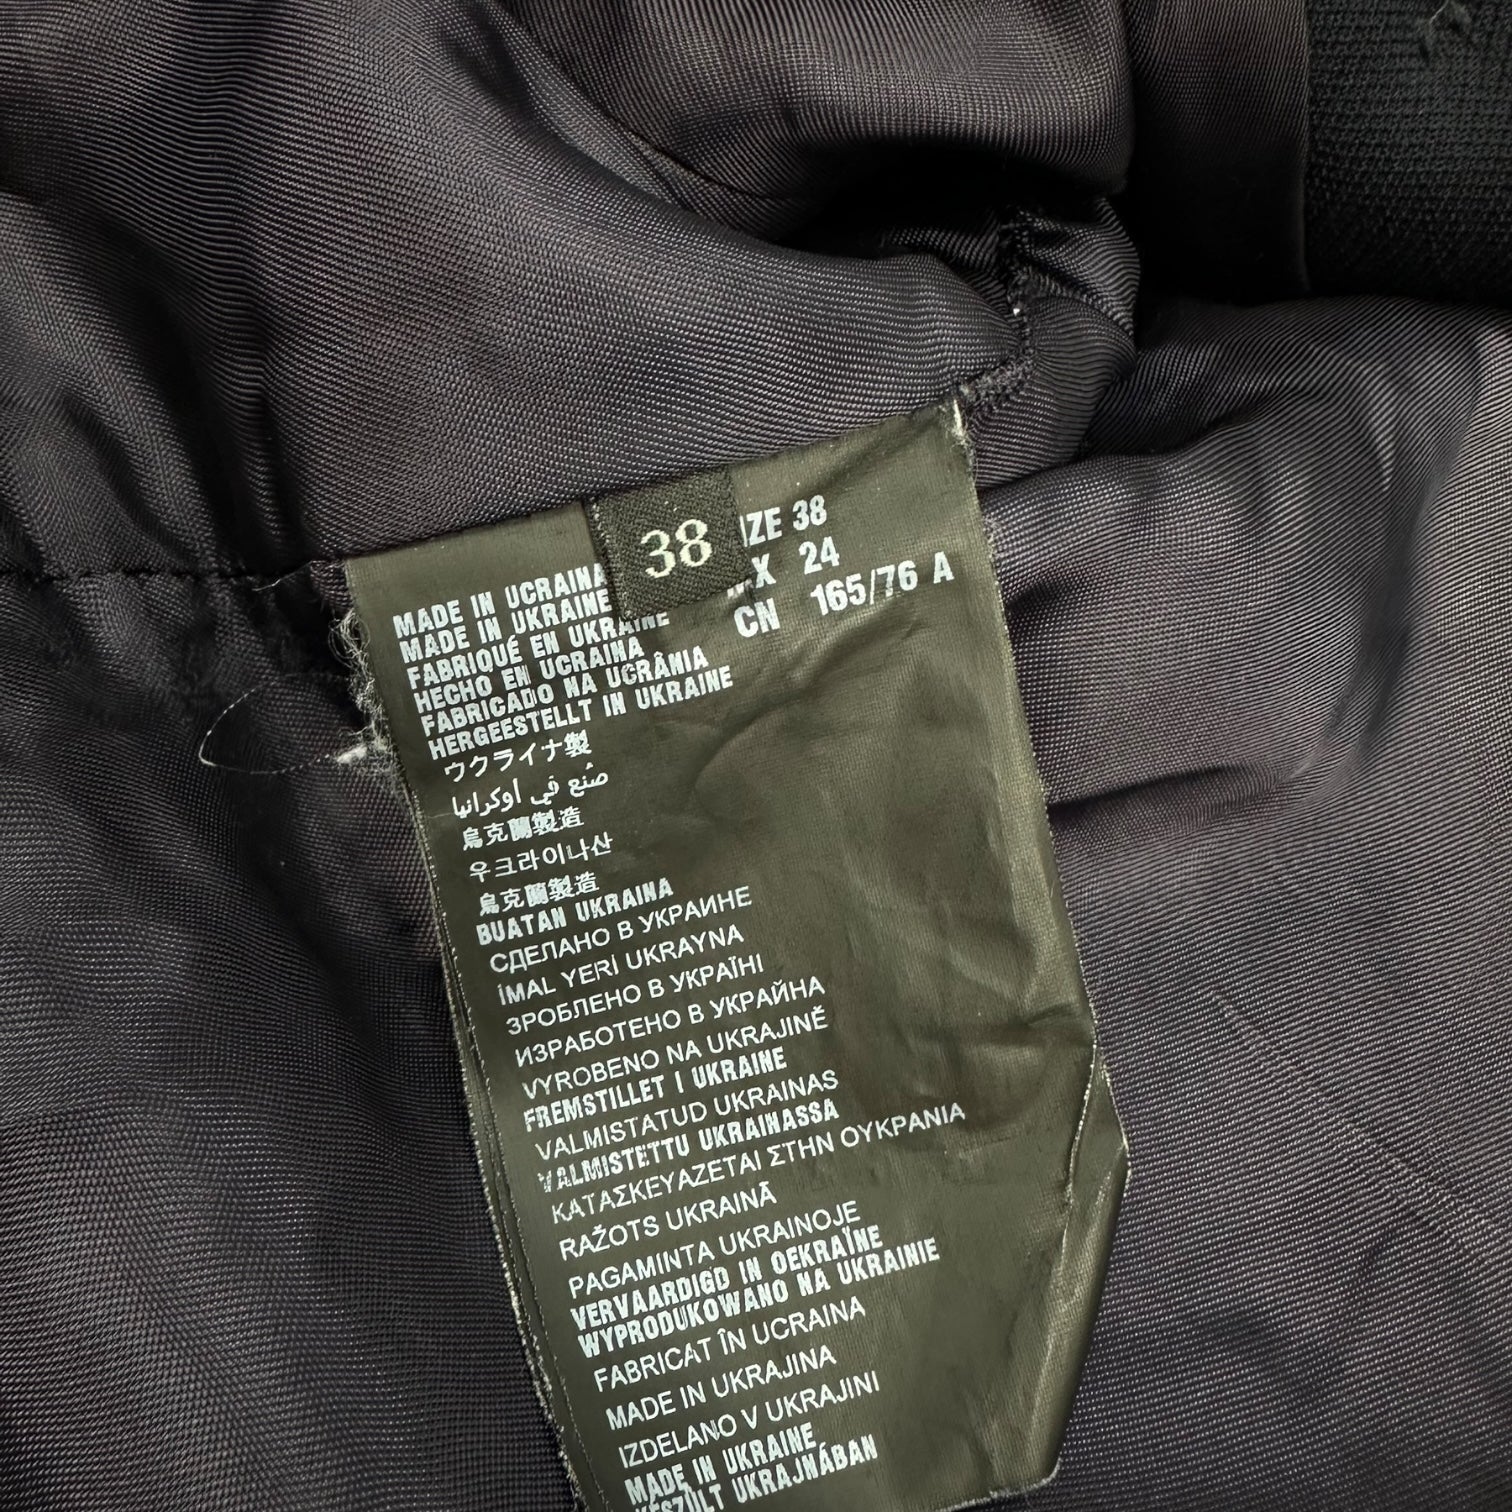 38
IZE 38
MX 24
CN 165/76 A
MADE IN UCRAINA
MADE IN UKRAINE
FABRIQUÉ EN UKRAINE
HECHO EN UCRAINA
FABRICADO NA UCRÂNIA
HERGEESTELLT IN UKRAINE
ウクライナ製
صُنع في اوكرانيا
烏克蘭製造
우크라이나산
烏克蘭製造
BUATAN UKRAINA
СДЕЛАНО В УКРАИНЕ
İMAL YERİ UKRAYNA
ЗРОБЛЕНО В УКРАЇНІ
ИЗРАБОТЕНО В УКРАЙНА
VYROBENO NA UKRAJINĚ
FREMSTILLET I UKRAINE
VALMISTATUD UKRAINAS
VALMISTETTU UKRAINASSA
ΚΑΤΑΣΚΕΥΑΖΕΤΑΙ ΣΤΗΝ ΟΥΚΡΑΝΙΑ
RAŽOTS UKRAINĀ
PAGAMINTA UKRAINOJE
VERVAARDIGD IN OEKRAÏNE
WYPRODUKOWANO NA UKRAINIE
FABRICAT ÎN UCRAINA
MADE IN UKRAJINA
IZDELANO V UKRAJINI
MADE IN UKRAINE
KÉSZÜLT UKRAJNÁBAN